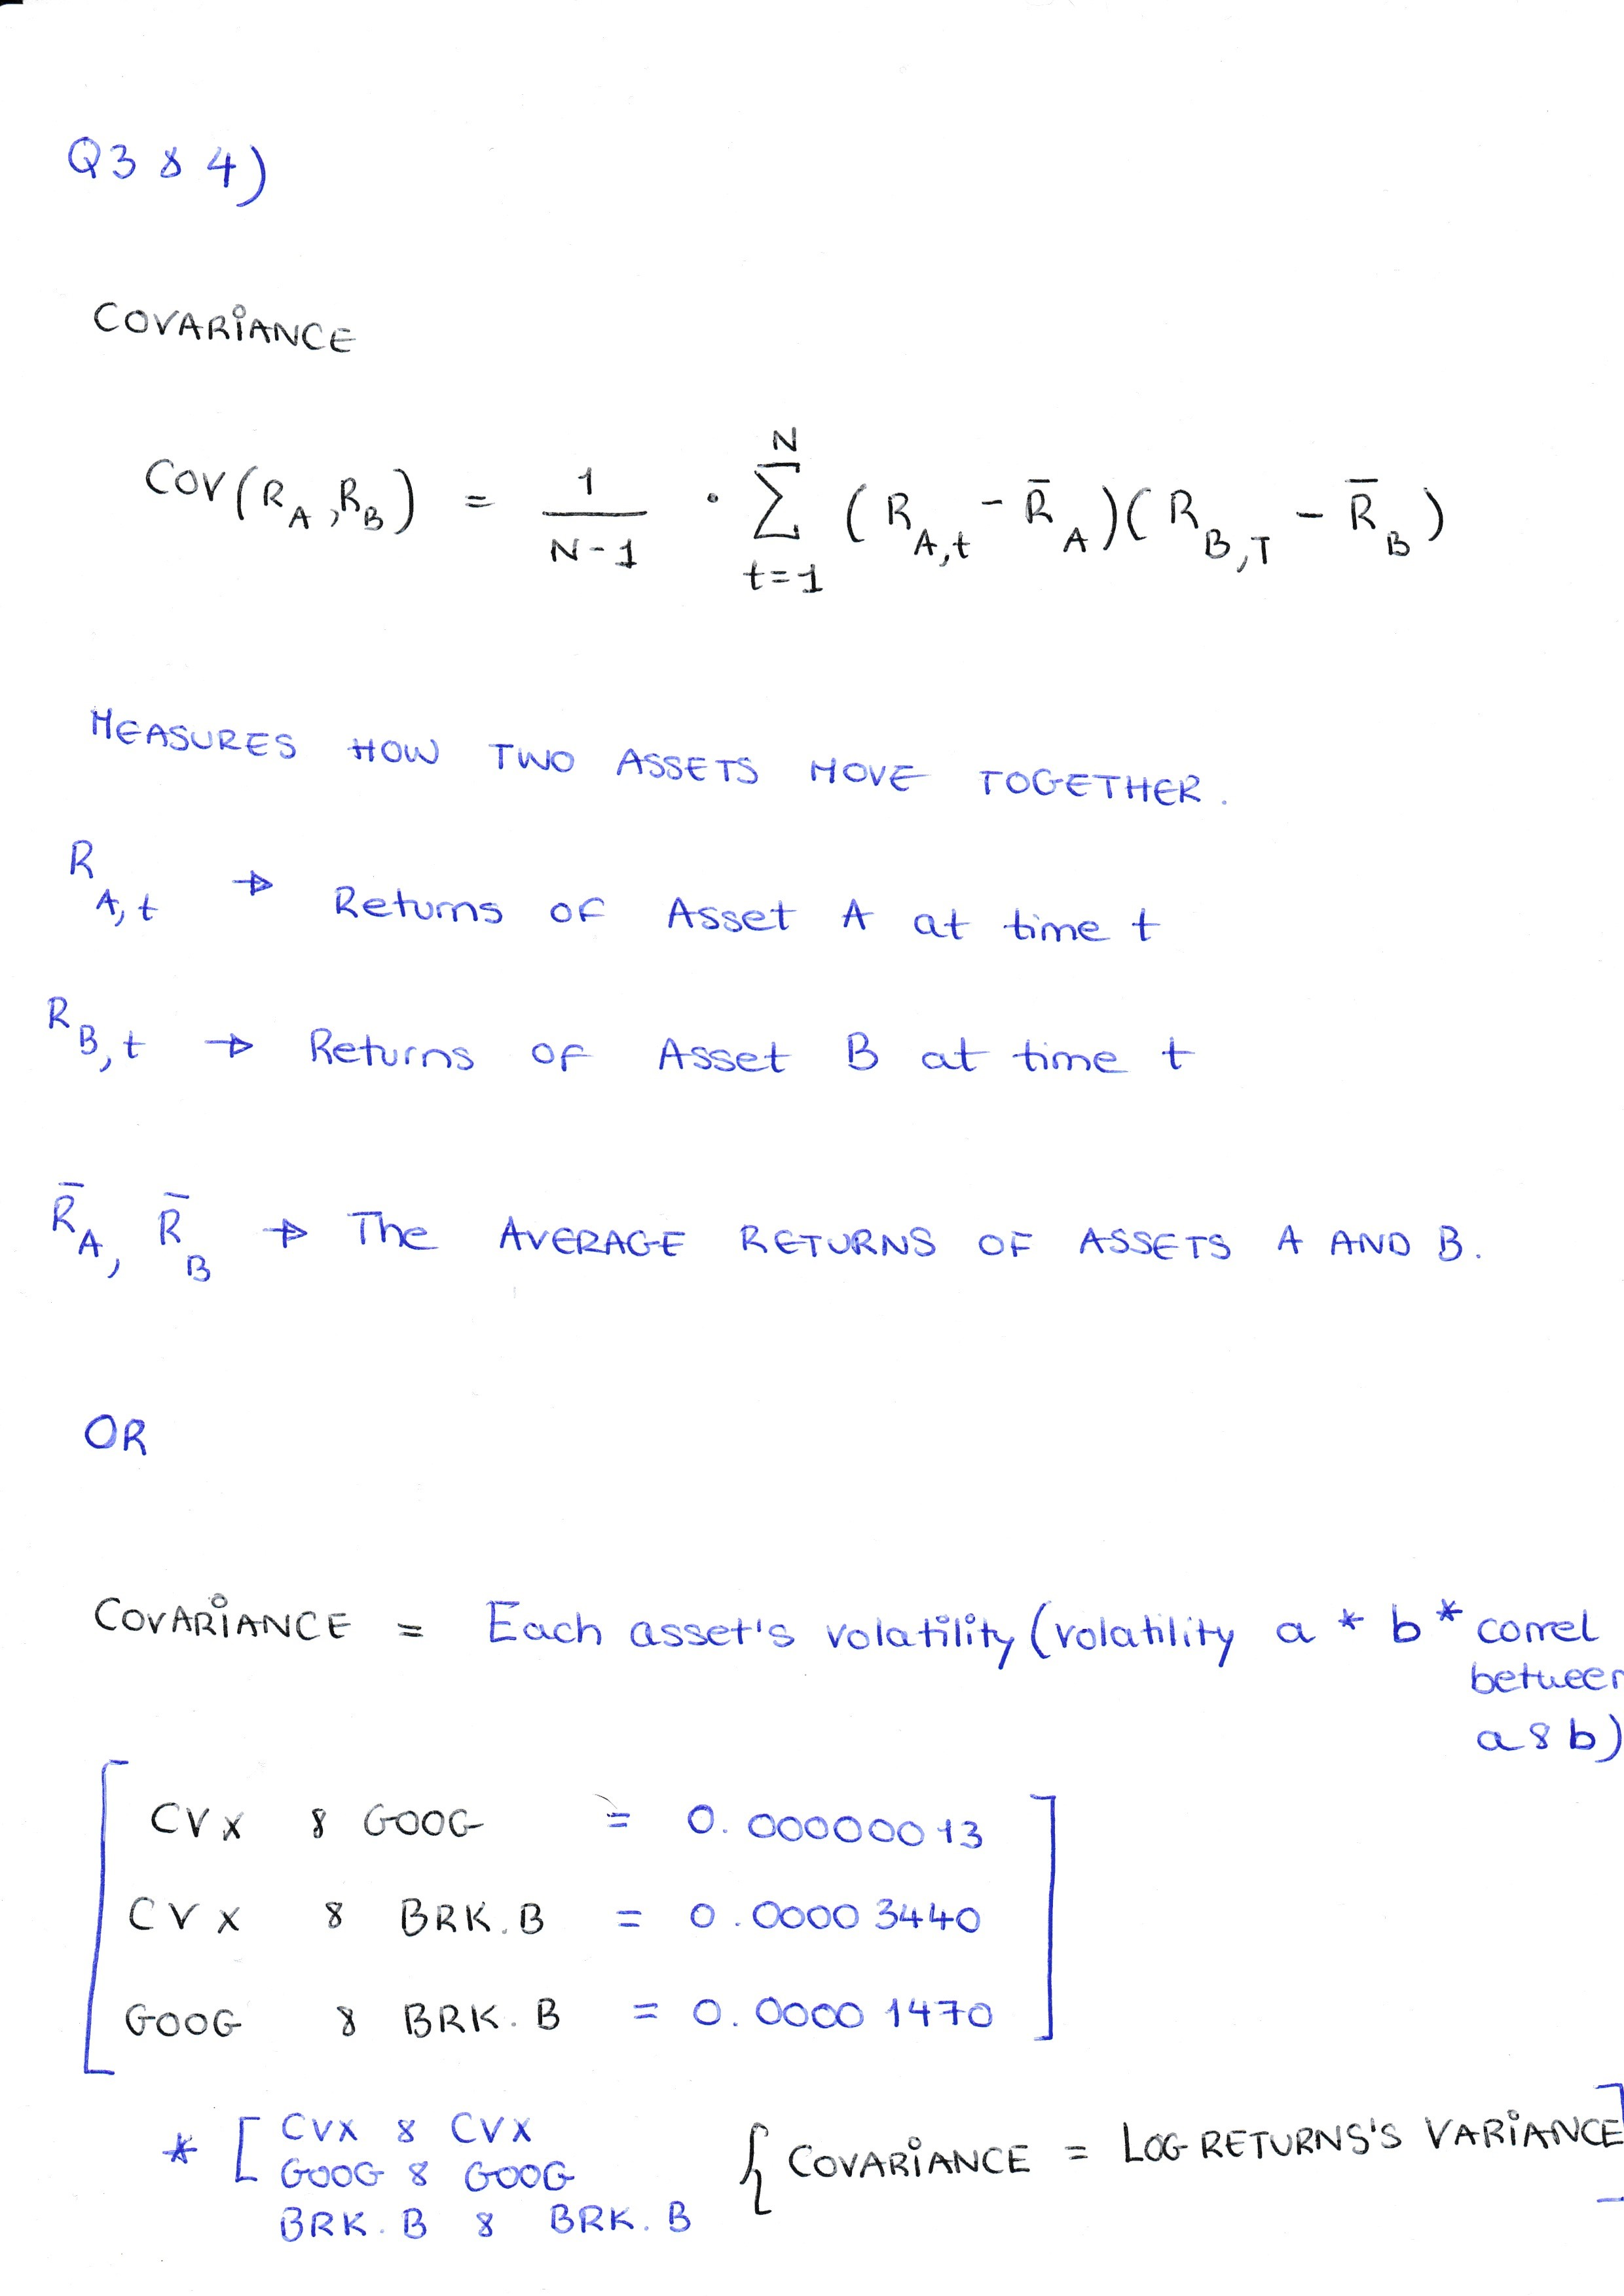 Q3 & 4)
COVARIANCE
COV(R_A, R_B) = 1/(N-1) · Σ_{t=1}^{N} (R_{A,t} - R̄_A)(R_{B,T} - R̄_B)
MEASURES HOW TWO ASSETS MOVE TOGETHER.
R_{A,t} → Returns of Asset A at time t
R_{B,t} → Returns of Asset B at time t
R̄_A, R̄_B → The AVERAGE RETURNS OF ASSETS A AND B.
OR
COVARIANCE = Each asset's volatility (volatility a * b * correl
between
a & b)
CVX & GOOG = 0.00000013
CVX & BRK.B = 0.00003440
GOOG & BRK.B = 0.00001470
* [ CVX & CVX
GOOG & GOOG
BRK.B & BRK.B
{ COVARIANCE = LOG RETURNS'S VARIANCE ]